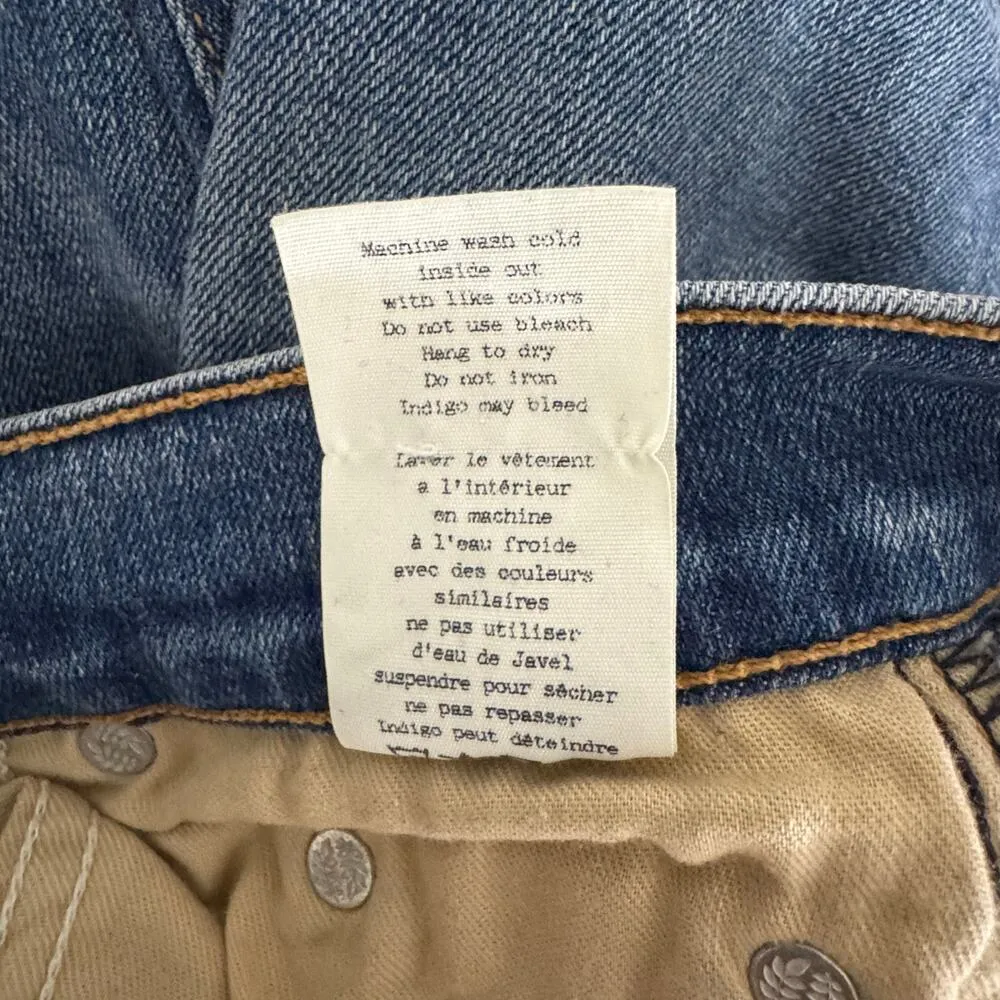 Machine wash cold
inside out
with like colors
Do not use bleach
Hang to dry
Do not iron
Indigo may bleed
Laver le vêtement
a l'intérieur
en machine
à l'eau froide
avec des couleurs
similaires
ne pas utiliser
d'eau de Javel
suspendre pour sècher
ne pas repasser
Indigo peut déteindre